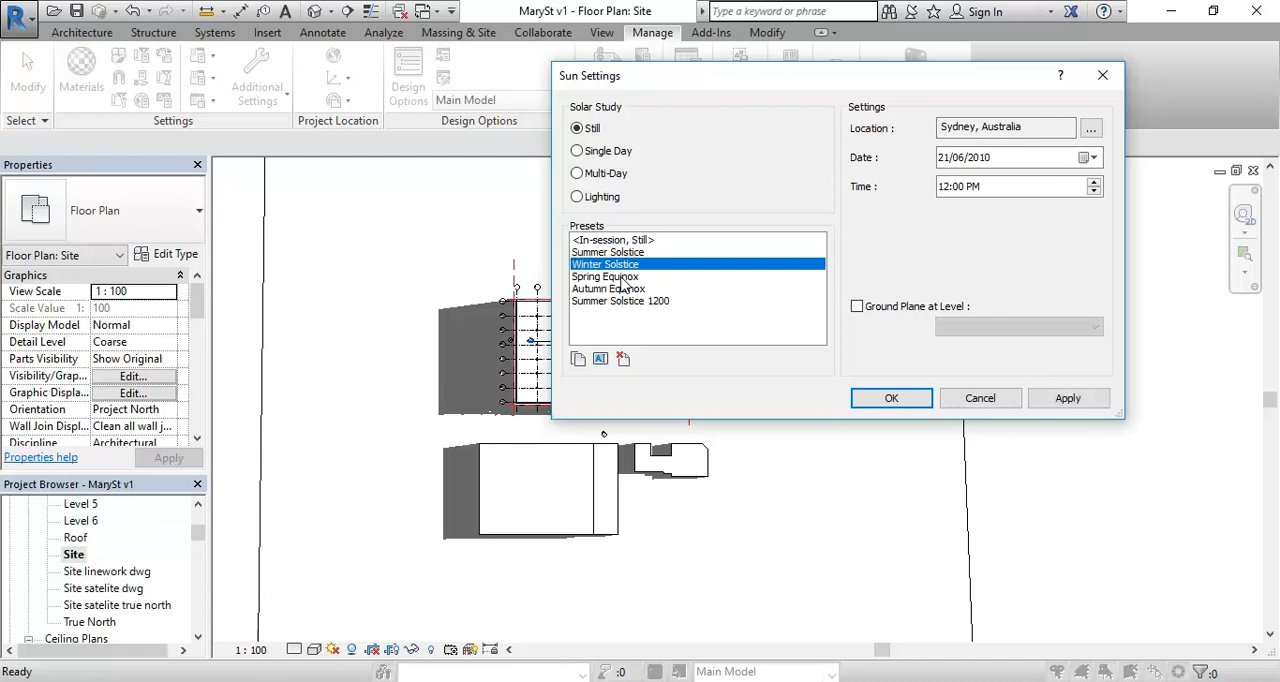 MarySt v1 - Floor Plan: Site
Type a keyword or phrase
Sign In
Architecture Structure Systems Insert Annotate Analyze Massing & Site Collaborate View Manage Add-Ins Modify
Modify
Materials
Additional Settings
Design Options
Main Model
Select
Settings
Project Location
Design Options
Properties
Floor Plan
Floor Plan: Site
Edit Type
Graphics
View Scale 1 : 100
Scale Value 1: 100
Display Model Normal
Detail Level Coarse
Parts Visibility Show Original
Visibility/Grap... Edit...
Graphic Displa... Edit...
Orientation Project North
Wall Join Displ... Clean all wall j...
Discipline Architectural
Properties help
Apply
Project Browser - MarySt v1
Level 5
Level 6
Roof
Site
Site linework dwg
Site satelite dwg
Site satelite true north
True North
Ceiling Plans
Sun Settings
Solar Study
Still
Single Day
Multi-Day
Lighting
Presets
<In-session, Still>
Summer Solstice
Winter Solstice
Spring Equinox
Autumn Equinox
Summer Solstice 1200
Settings
Location : Sydney, Australia ...
Date : 21/06/2010
Time : 12:00 PM
Ground Plane at Level :
OK
Cancel
Apply
2D
1 : 100
Ready
:0
Main Model
:0